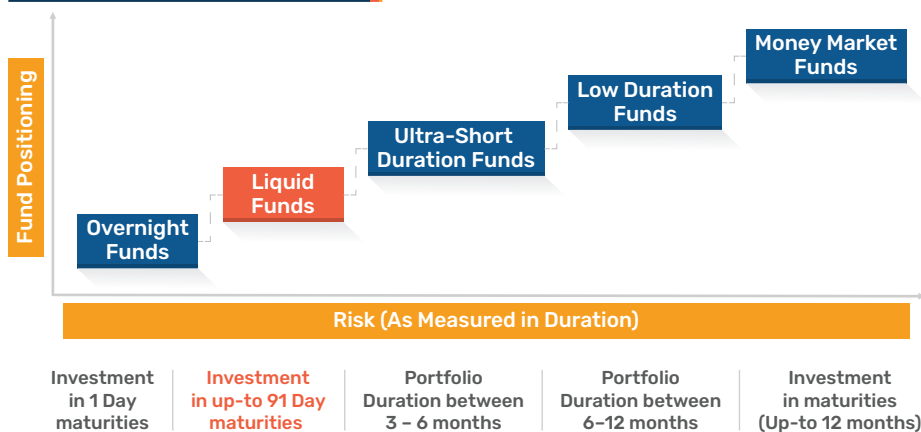 Fund Positioning
Money Market
Funds
Low Duration
Funds
Ultra-Short
Duration Funds
Liquid
Funds
Overnight
Funds
Risk (As Measured in Duration)
Investment
in 1 Day
maturities
Investment
in up-to 91 Day
maturities
Portfolio
Duration between
3 – 6 months
Portfolio
Duration between
6–12 months
Investment
in maturities
(Up-to 12 months)